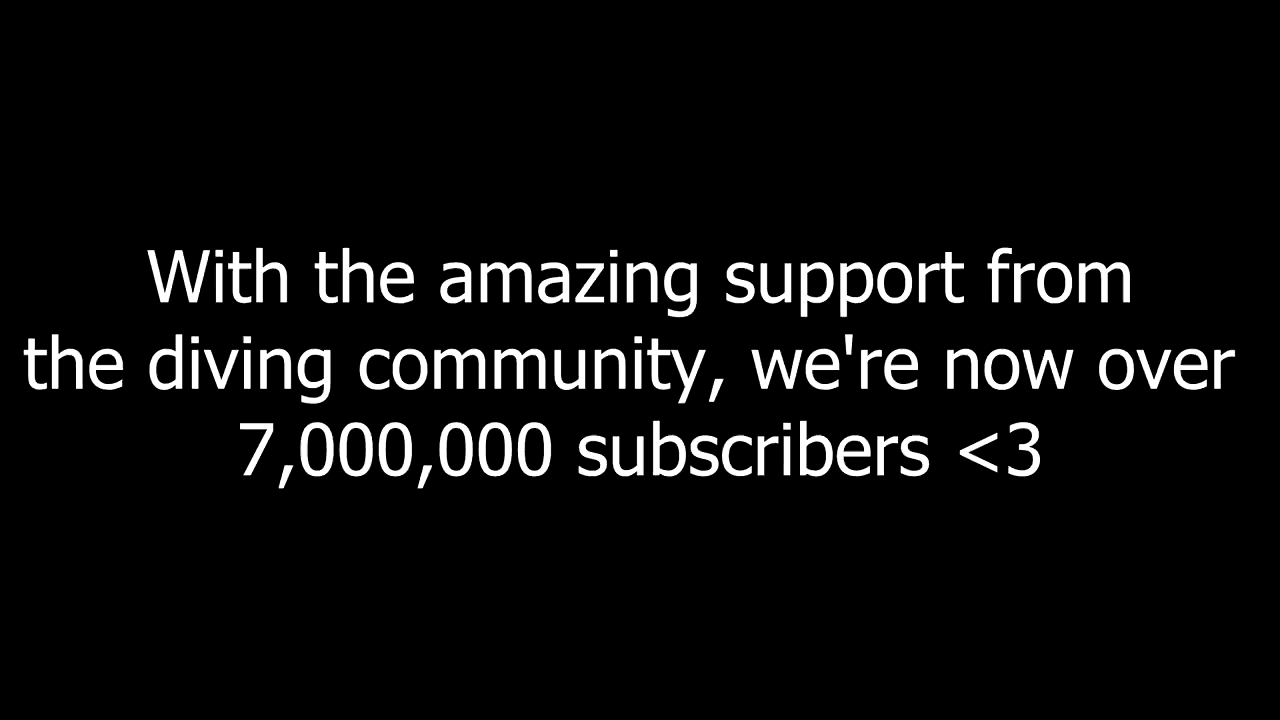 With the amazing support from
the diving community, we're now over
7,000,000 subscribers <3